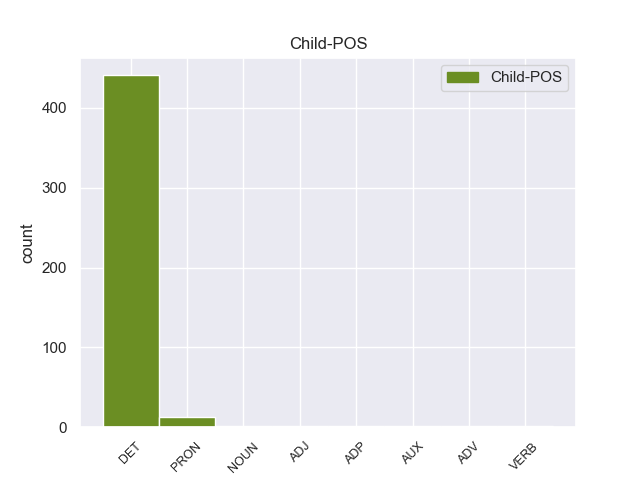 Child-POS
Child-POS
count
400
300
200
100
0
DET
PRON
NOUN
ADJ
ADP
AUX
ADV
VERB